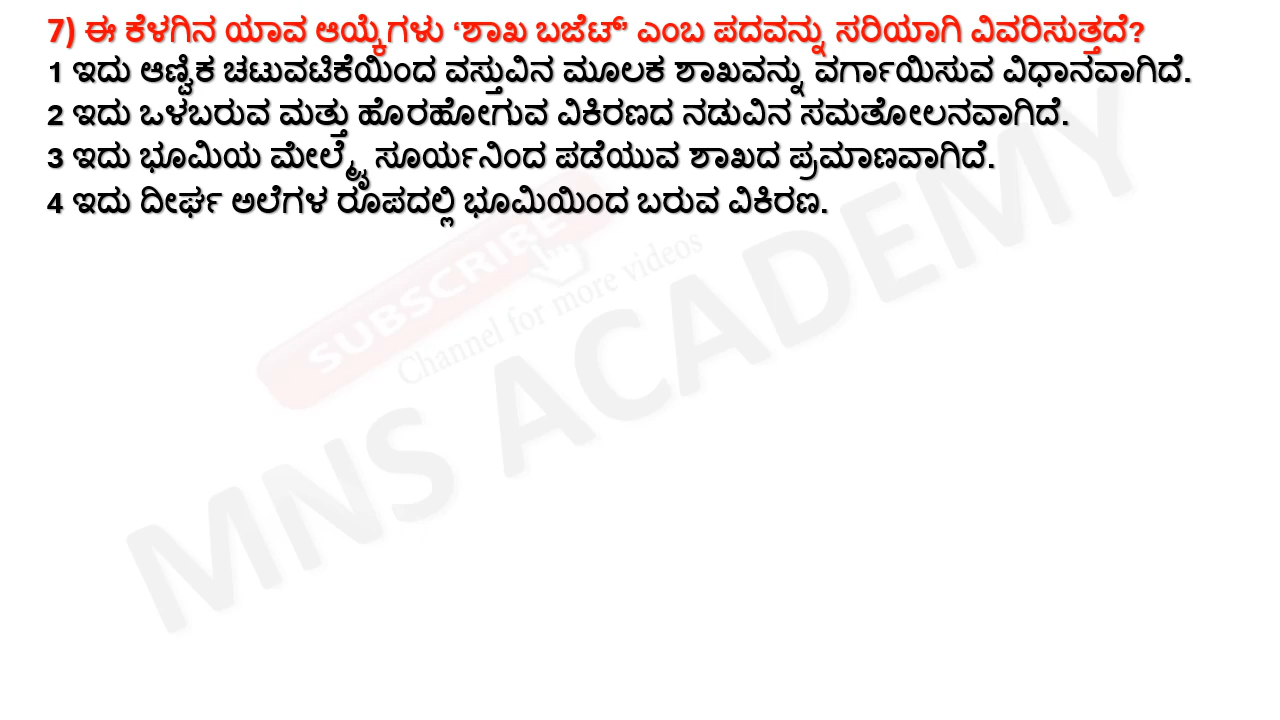 7) ಈ ಕೆಳಗಿನ ಯಾವ ಆಯ್ಕೆಗಳು ‘ಶಾಖ ಬಜೆಟ್’ ಎಂಬ ಪದವನ್ನು ಸರಿಯಾಗಿ ವಿವರಿಸುತ್ತದೆ?
1 ಇದು ಆಣ್ವಿಕ ಚಟುವಟಿಕೆಯಿಂದ ವಸ್ತುವಿನ ಮೂಲಕ ಶಾಖವನ್ನು ವರ್ಗಾಯಿಸುವ ವಿಧಾನವಾಗಿದೆ.
2 ಇದು ಒಳಬರುವ ಮತ್ತು ಹೊರಹೋಗುವ ವಿಕಿರಣದ ನಡುವಿನ ಸಮತೋಲನವಾಗಿದೆ.
3 ಇದು ಭೂಮಿಯ ಮೇಲ್ಮೈ ಸೂರ್ಯನಿಂದ ಪಡೆಯುವ ಶಾಖದ ಪ್ರಮಾಣವಾಗಿದೆ.
4 ಇದು ದೀರ್ಘ ಅಲೆಗಳ ರೂಪದಲ್ಲಿ ಭೂಮಿಯಿಂದ ಬರುವ ವಿಕಿರಣ.
SUBSCRIBE
Channel for more videos
MNS ACADEMY